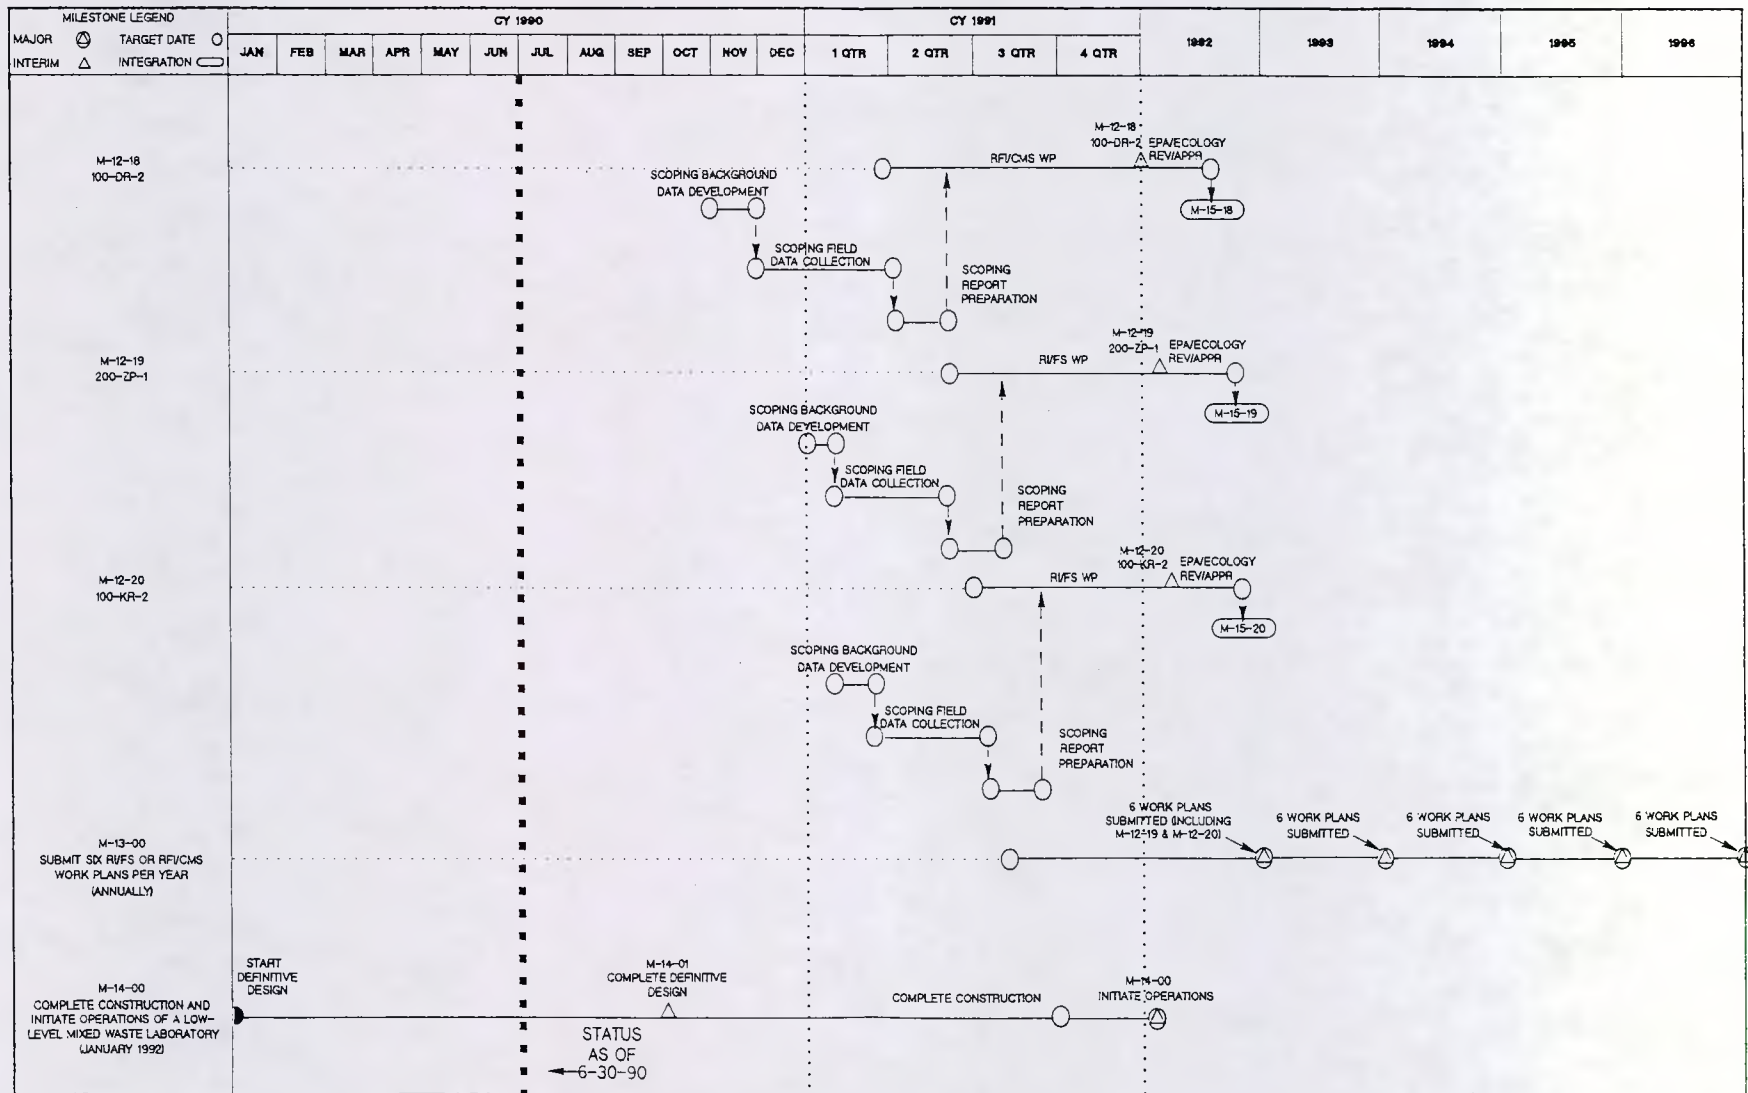 MILESTONE LEGEND
MAJOR TARGET DATE
INTERIM INTEGRATION
CY 1990
JAN FEB MAR APR MAY JUN JUL AUG SEP OCT NOV DEC
CY 1991
1 QTR 2 QTR 3 QTR 4 QTR
1992 1993 1994 1995 1996
M-12-18
100-DR-2
SCOPING BACKGROUND
DATA DEVELOPMENT
SCOPING FIELD
DATA COLLECTION
SCOPING
REPORT
PREPARATION
RFI/CMS WP
M-12-18
100-DR-2
EPA/ECOLOGY
REV/APPR
M-15-18
M-12-19
200-ZP-1
SCOPING BACKGROUND
DATA DEVELOPMENT
SCOPING FIELD
DATA COLLECTION
SCOPING
REPORT
PREPARATION
RI/FS WP
M-12-19
200-ZP-1
EPA/ECOLOGY
REV/APPR
M-15-19
M-12-20
100-KR-2
SCOPING BACKGROUND
DATA DEVELOPMENT
SCOPING FIELD
DATA COLLECTION
SCOPING
REPORT
PREPARATION
RI/FS WP
M-12-20
100-KR-2
EPA/ECOLOGY
REV/APPR
M-15-20
M-13-00
SUBMIT SIX RI/FS OR RFI/CMS
WORK PLANS PER YEAR
(ANNUALLY)
6 WORK PLANS
SUBMITTED (INCLUDING
M-12-19 & M-12-20)
6 WORK PLANS
SUBMITTED
6 WORK PLANS
SUBMITTED
6 WORK PLANS
SUBMITTED
6 WORK PLANS
SUBMITTED
M-14-00
COMPLETE CONSTRUCTION AND
INITIATE OPERATIONS OF A LOW-
LEVEL MIXED WASTE LABORATORY
(JANUARY 1992)
START
DEFINITIVE
DESIGN
M-14-01
COMPLETE DEFINITIVE
DESIGN
COMPLETE CONSTRUCTION
M-14-00
INITIATE OPERATIONS
STATUS
AS OF
6-30-90